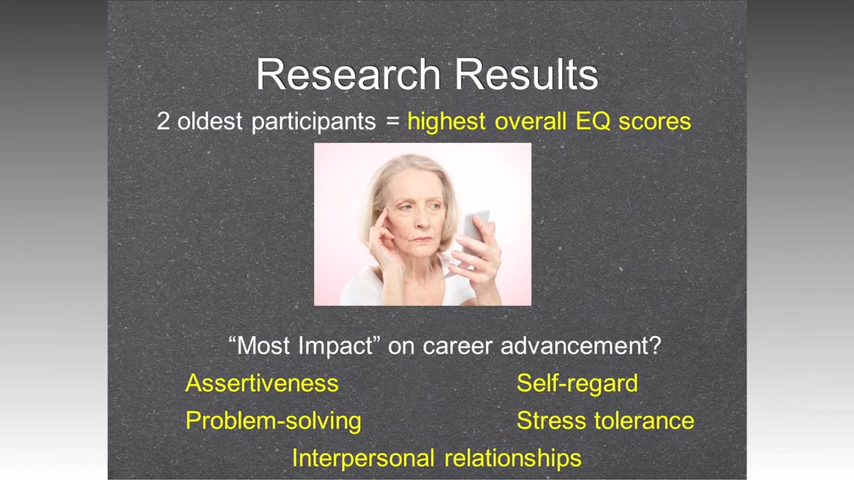 Research Results
2 oldest participants = highest overall EQ scores
“Most Impact” on career advancement?
Assertiveness Self-regard
Problem-solving Stress tolerance
Interpersonal relationships